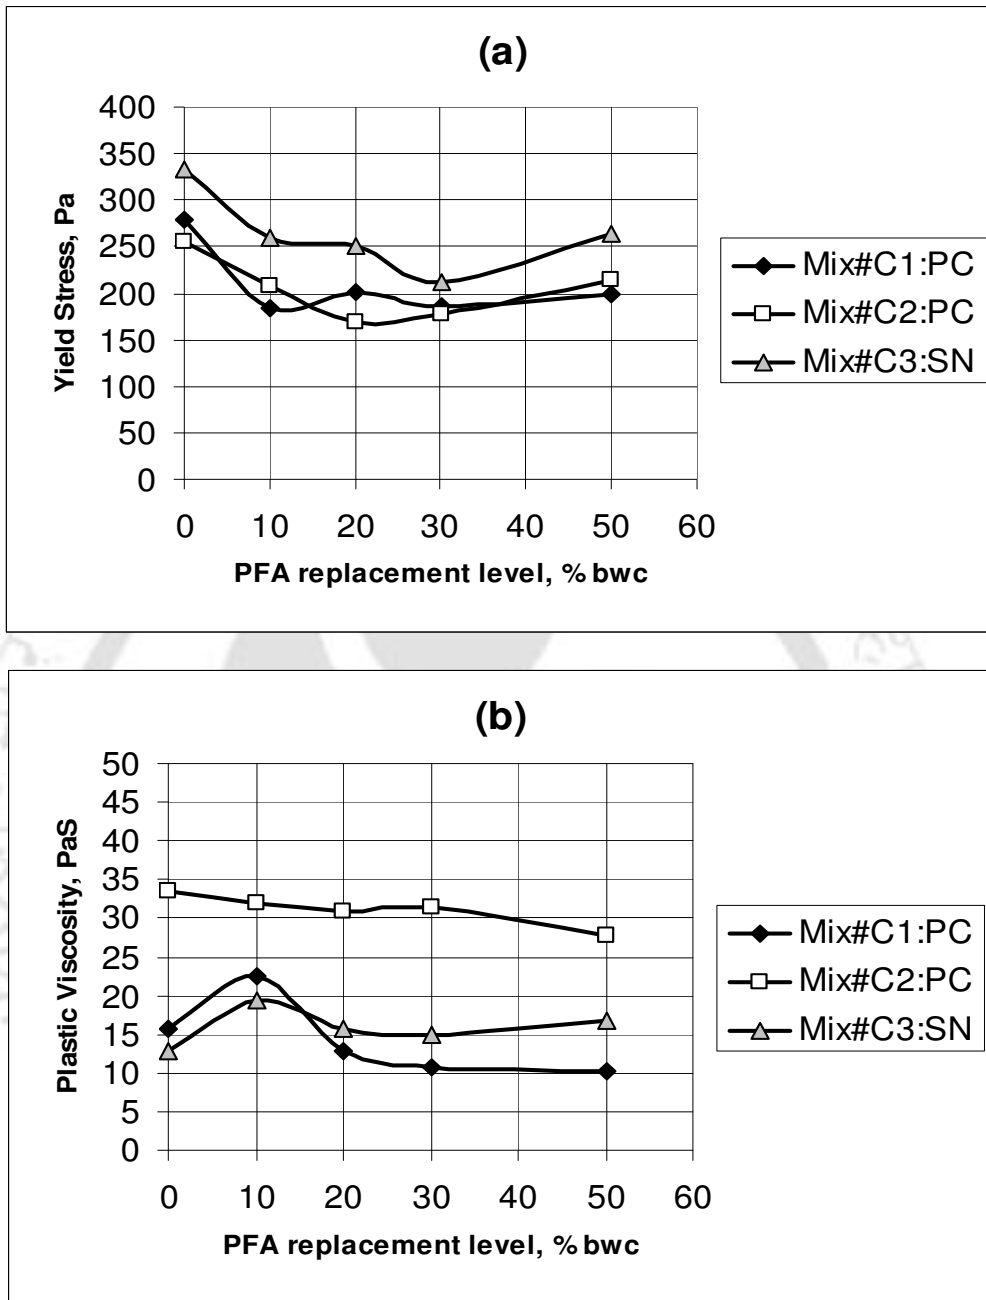 (a)
400
350
300
250
200
150
100
50
0
Yield Stress, Pa
0 10 20 30 40 50 60
PFA replacement level, % bwc
Mix#C1:PC
Mix#C2:PC
Mix#C3:SN
(b)
50
45
40
35
30
25
20
15
10
5
0
Plastic Viscosity, PaS
0 10 20 30 40 50 60
PFA replacement level, % bwc
Mix#C1:PC
Mix#C2:PC
Mix#C3:SN